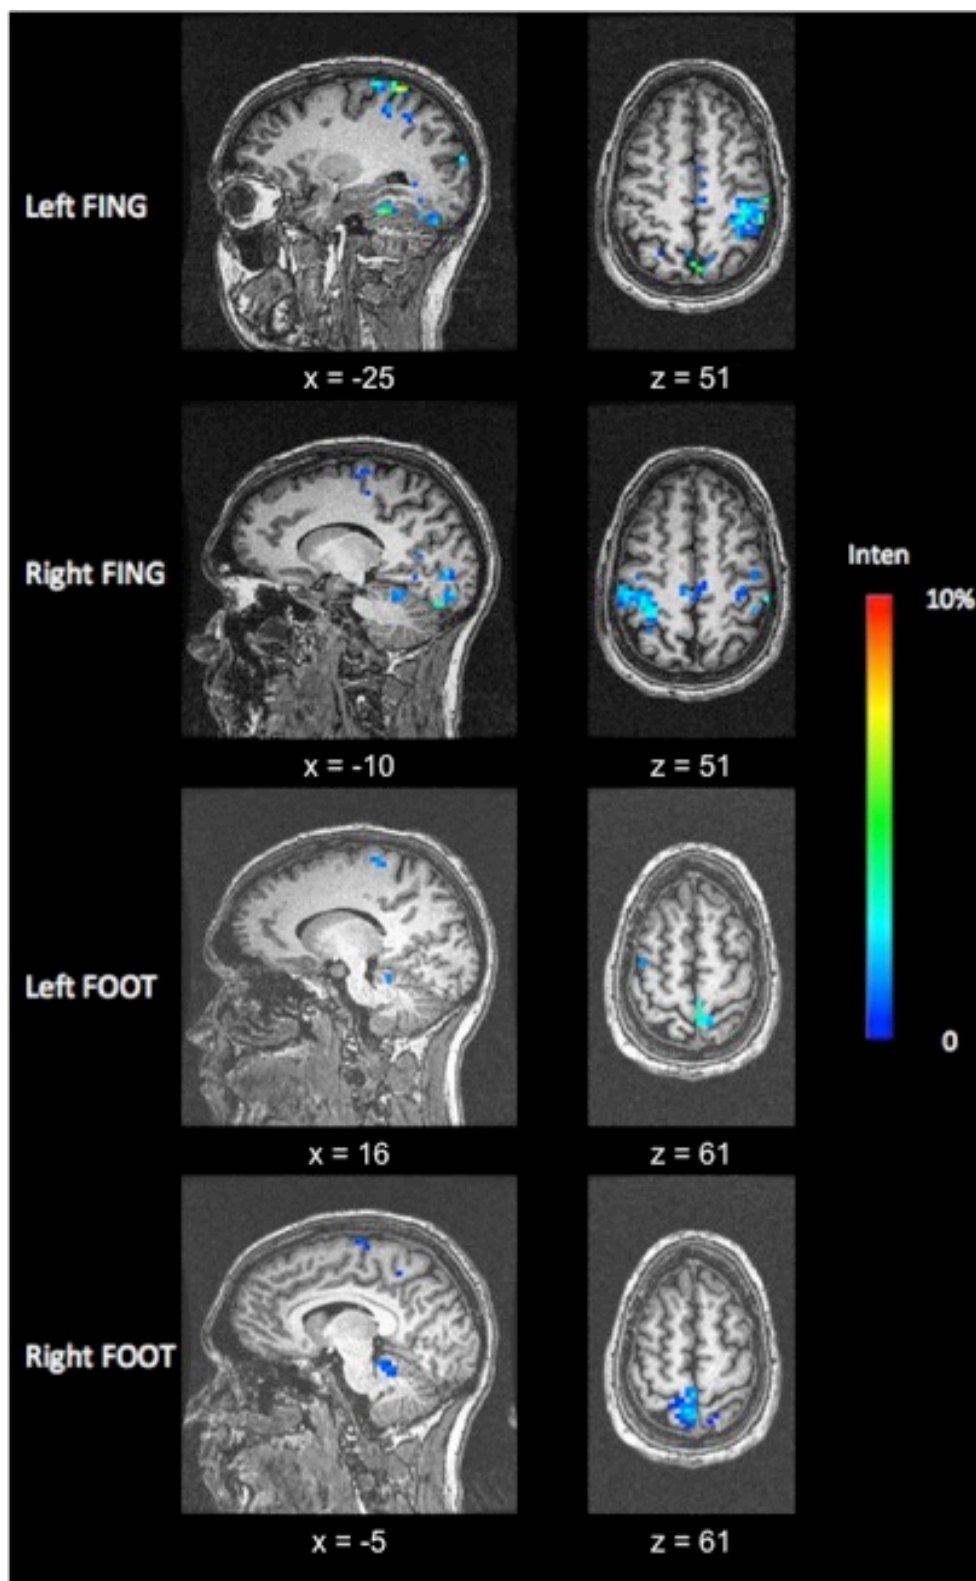 Left FING
x = -25
z = 51
Right FING
x = -10
z = 51
Inten
10%
0
Left FOOT
x = 16
z = 61
Right FOOT
x = -5
z = 61